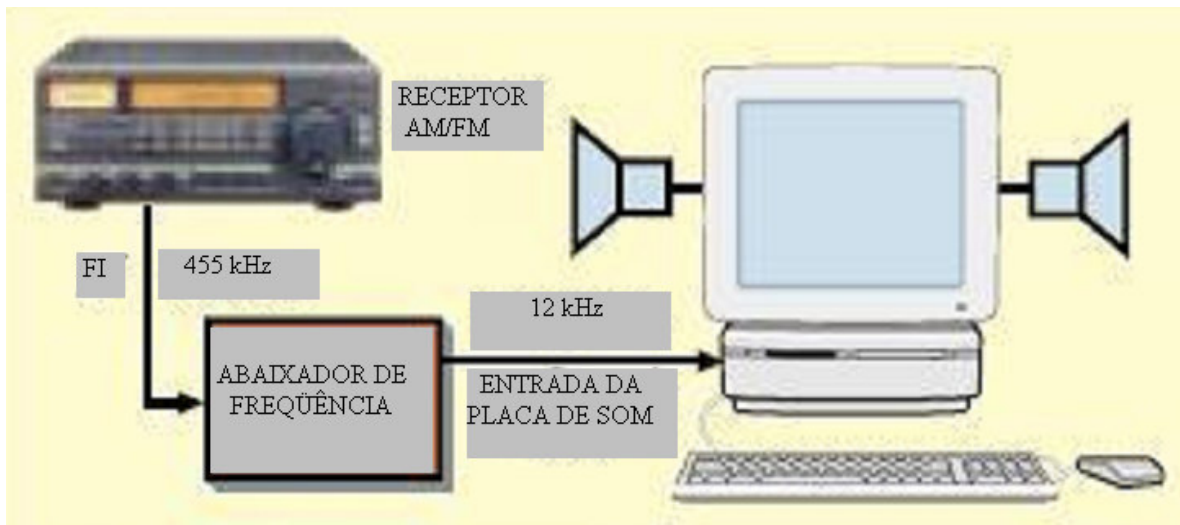 RECEPTOR
AM/FM
FI
455 kHz
12 kHz
ABAIXADOR DE
FREQÜÊNCIA
ENTRADA DA
PLACA DE SOM